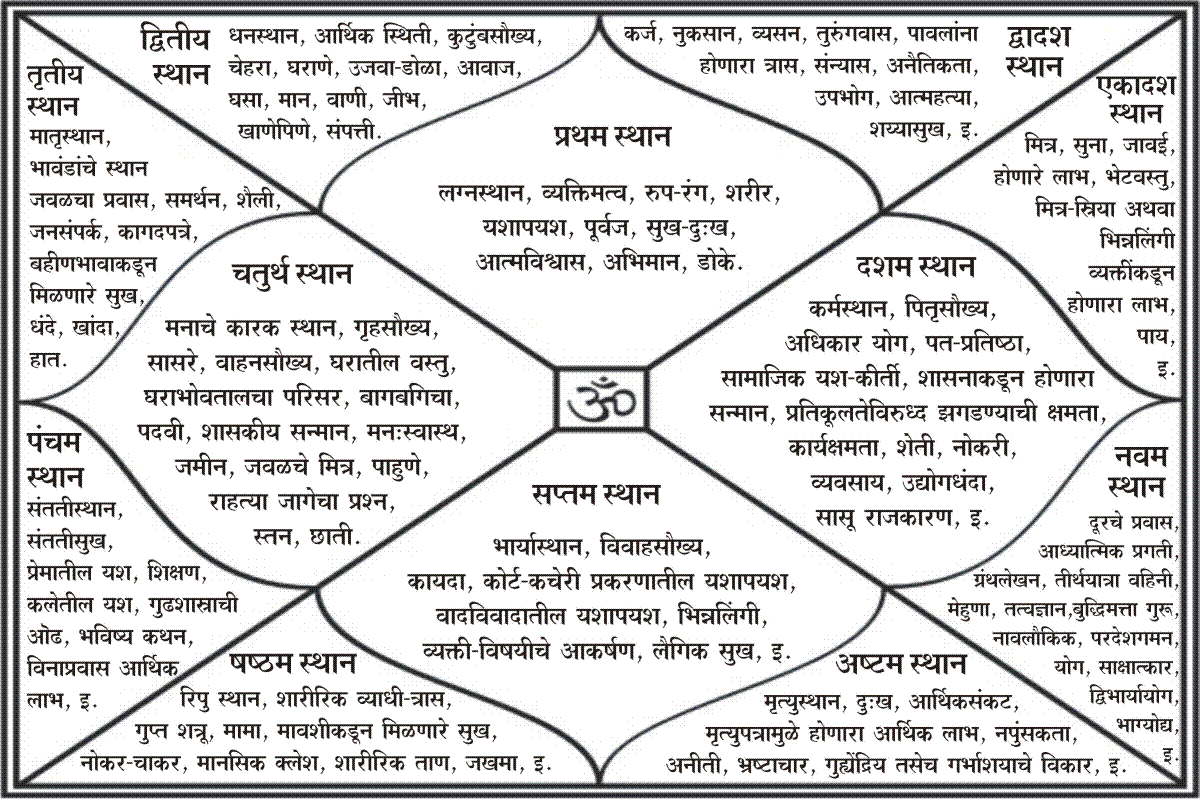 द्वितीय
स्थान
धनस्थान, आर्थिक स्थिती, कुटुंबसौख्य,
चेहरा, घराणे, उजवा-डोळा, आवाज,
घसा, मान, वाणी, जीभ,
खाणेपिणे, संपत्ती.
कर्ज, नुकसान, व्यसन, तुरुंगवास, पावलांना
होणारा त्रास, संन्यास, अनैतिकता,
उपभोग, आत्महत्या,
शय्यासुख, इ.
द्वादश
स्थान
तृतीय
स्थान
मातृस्थान,
भावंडांचे स्थान
जवळचा प्रवास, समर्थन, शैली,
जनसंपर्क, कागदपत्रे,
बहीणभावाकडून
मिळणारे सुख,
धंदे, खांदा,
हात.
प्रथम स्थान
लग्नस्थान, व्यक्तिमत्व, रुप-रंग, शरीर,
यशापयश, पूर्वज, सुख-दुःख,
आत्मविश्वास, अभिमान, डोके.
एकादश
स्थान
मित्र, सुना, जावई,
होणारे लाभ, भेटवस्तु,
मित्र-स्त्रिया अथवा
भिन्नलिंगी
व्यक्तींकडून
होणारा लाभ,
पाय,
इ.
चतुर्थ स्थान
मनाचे कारक स्थान, गृहसौख्य,
सासरे, वाहनसौख्य, घरातील वस्तु,
घराभोवतालचा परिसर, बागबगिचा,
पदवी, शासकीय सन्मान, मनःस्वास्थ,
जमीन, जवळचे मित्र, पाहुणे,
राहत्या जागेचा प्रश्न,
स्तन, छाती.
ॐ
दशम स्थान
कर्मस्थान, पितृसौख्य,
अधिकार योग, पत-प्रतिष्ठा,
सामाजिक यश-कीर्ती, शासनाकडून होणारा
सन्मान, प्रतिकूलतेविरुध्द झगडण्याची क्षमता,
कार्यक्षमता, शेती, नोकरी,
व्यवसाय, उद्योगधंदा,
सासू राजकारण, इ.
पंचम
स्थान
संततीस्थान,
संततीसुख,
प्रेमातील यश, शिक्षण,
कलेतील यश, गुढशास्त्राची
ओढ, भविष्य कथन,
विनाप्रवास आर्थिक
लाभ, इ.
सप्तम स्थान
भार्यास्थान, विवाहसौख्य,
कायदा, कोर्ट-कचेरी प्रकरणातील यशापयश,
वादविवादातील यशापयश, भिन्नलिंगी,
व्यक्ती-विषयीचे आकर्षण, लैगिक सुख, इ.
नवम
स्थान
दूरचे प्रवास,
आध्यात्मिक प्रगती,
ग्रंथलेखन, तीर्थयात्रा वहिनी,
मेहुणा, तत्वज्ञान,बुद्धिमत्ता गुरू,
नावलौकिक, परदेशगमन,
योग, साक्षात्कार,
द्विभार्यायोग,
भाग्योद्य,
इ.
षष्ठम स्थान
रिपु स्थान, शारीरिक व्याधी-त्रास,
गुप्त शत्रू, मामा, मावशीकडून मिळणारे सुख,
नोकर-चाकर, मानसिक क्लेश, शारीरिक ताण, जखमा, इ.
अष्टम स्थान
मृत्युस्थान, दुःख, आर्थिकसंकट,
मृत्युपत्रामुळे होणारा आर्थिक लाभ, नपुंसकता,
अनीती, भ्रष्टाचार, गुह्येंद्रिय तसेच गर्भाशयाचे विकार, इ.